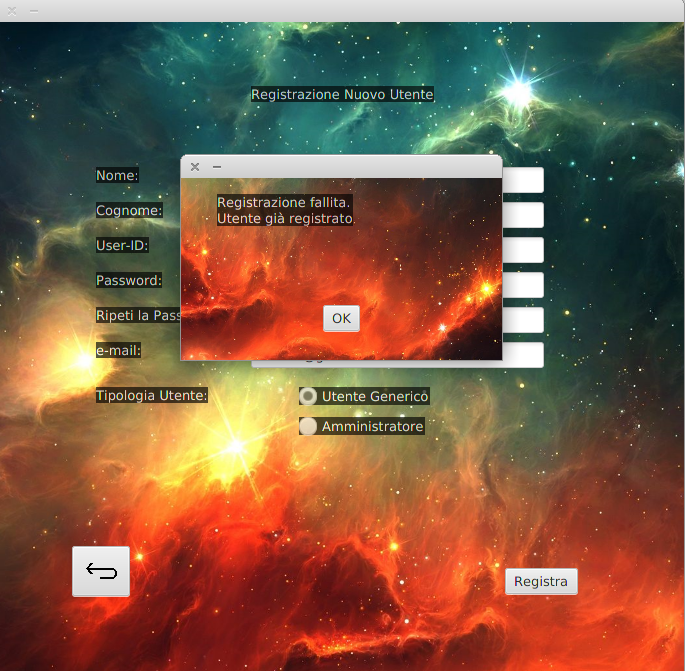 Registrazione Nuovo Utente
Nome:
Registrazione fallita.
Utente già registrato.
Cognome:
User-ID:
Password:
Ripeti la Pass
OK
e-mail:
Tipologia Utente:
Utente Generico
Amministratore
Registra